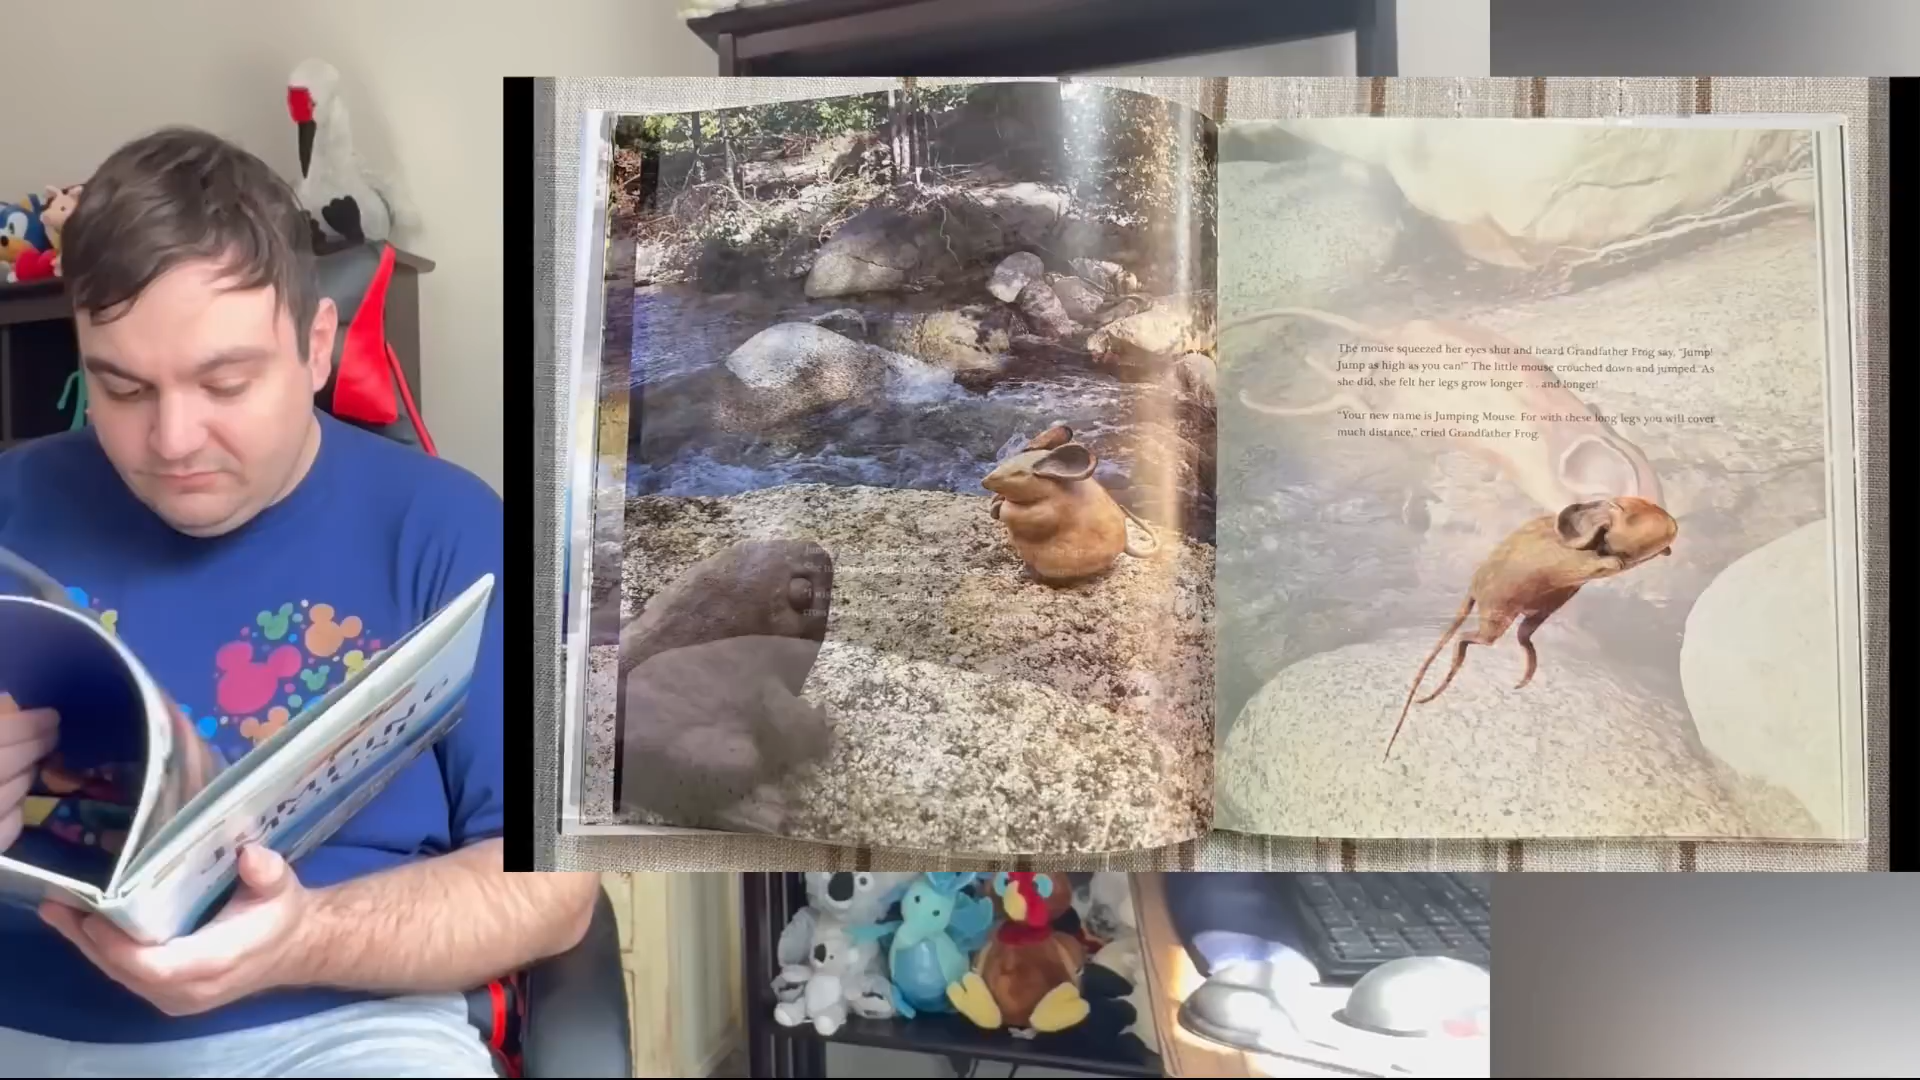 JUMPING
MOUSE
The mouse squeezed her eyes shut and heard Grandfather Frog say, "Jump!
Jump as high as you can!" The little mouse crouched down and jumped. As
she did, she felt her legs grow longer . . . and longer!
"Your new name is Jumping Mouse. For with these long legs you will cover
much distance," cried Grandfather Frog.